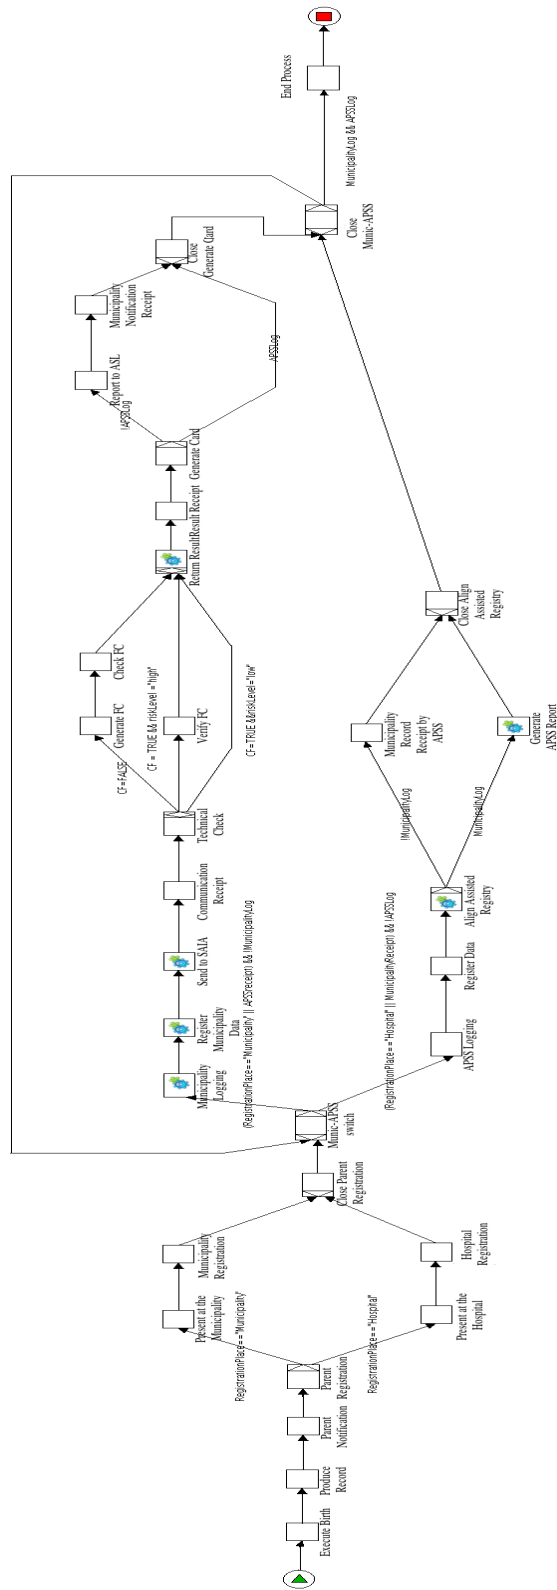 End Process
MunicipalityLog && APSSLog
Close
Munic-APSS
Close
Generate Card
Municipality
Notification
Receipt
Report to ASL
!APSSLog
APSSLog
Generate Card
Result Receipt
Return Result
Check FC
Generate FC
CF=FALSE
CF = TRUE && riskLevel ="high"
Verify FC
CF=TRUE &&riskLevel="low"
Technical
Check
Communication
Receipt
Send to SAIA
Register
Municipality
Data
Municipality
Logging
(RegistrationPlace=="Municipality" || APSSreceipt) && !MunicipalityLog
Close Align
Assisted
Registry
Municipality
Record
Receipt by
APSS
Generate
APSS Report
!MunicipalityLog
MunicipalityLog
Align Assisted
Registry
Register Data
APSS Logging
(RegistrationPlace=="Hospital" || MunicipalityReceipt) && !APSSLog
Munic-APSS
switch
Close Parent
Registration
Municipality
Registration
Present at the
Municipality
RegistrationPlace=="Municipality"
Hospital
Registration
Present at the
Hospital
RegistrationPlace=="Hospital"
Parent
Registration
Parent
Notification
Produce
Record
Execute Birth